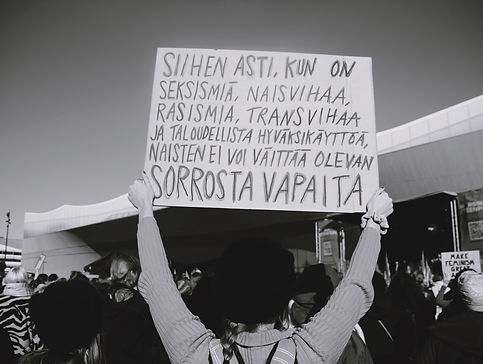 SIIHEN ASTI, KUN ON
SEKSISMIÄ, NAISVIHAA,
RASISMIA, TRANSVIHAA
JA TALOUDELLISTA HYVÄKSIKÄYTTÖÄ,
NAISTEN EI VOI VÄITTÄÄ OLEVAN
SORROSTA VAPAITA
MAKE
FEMINISM
GREAT